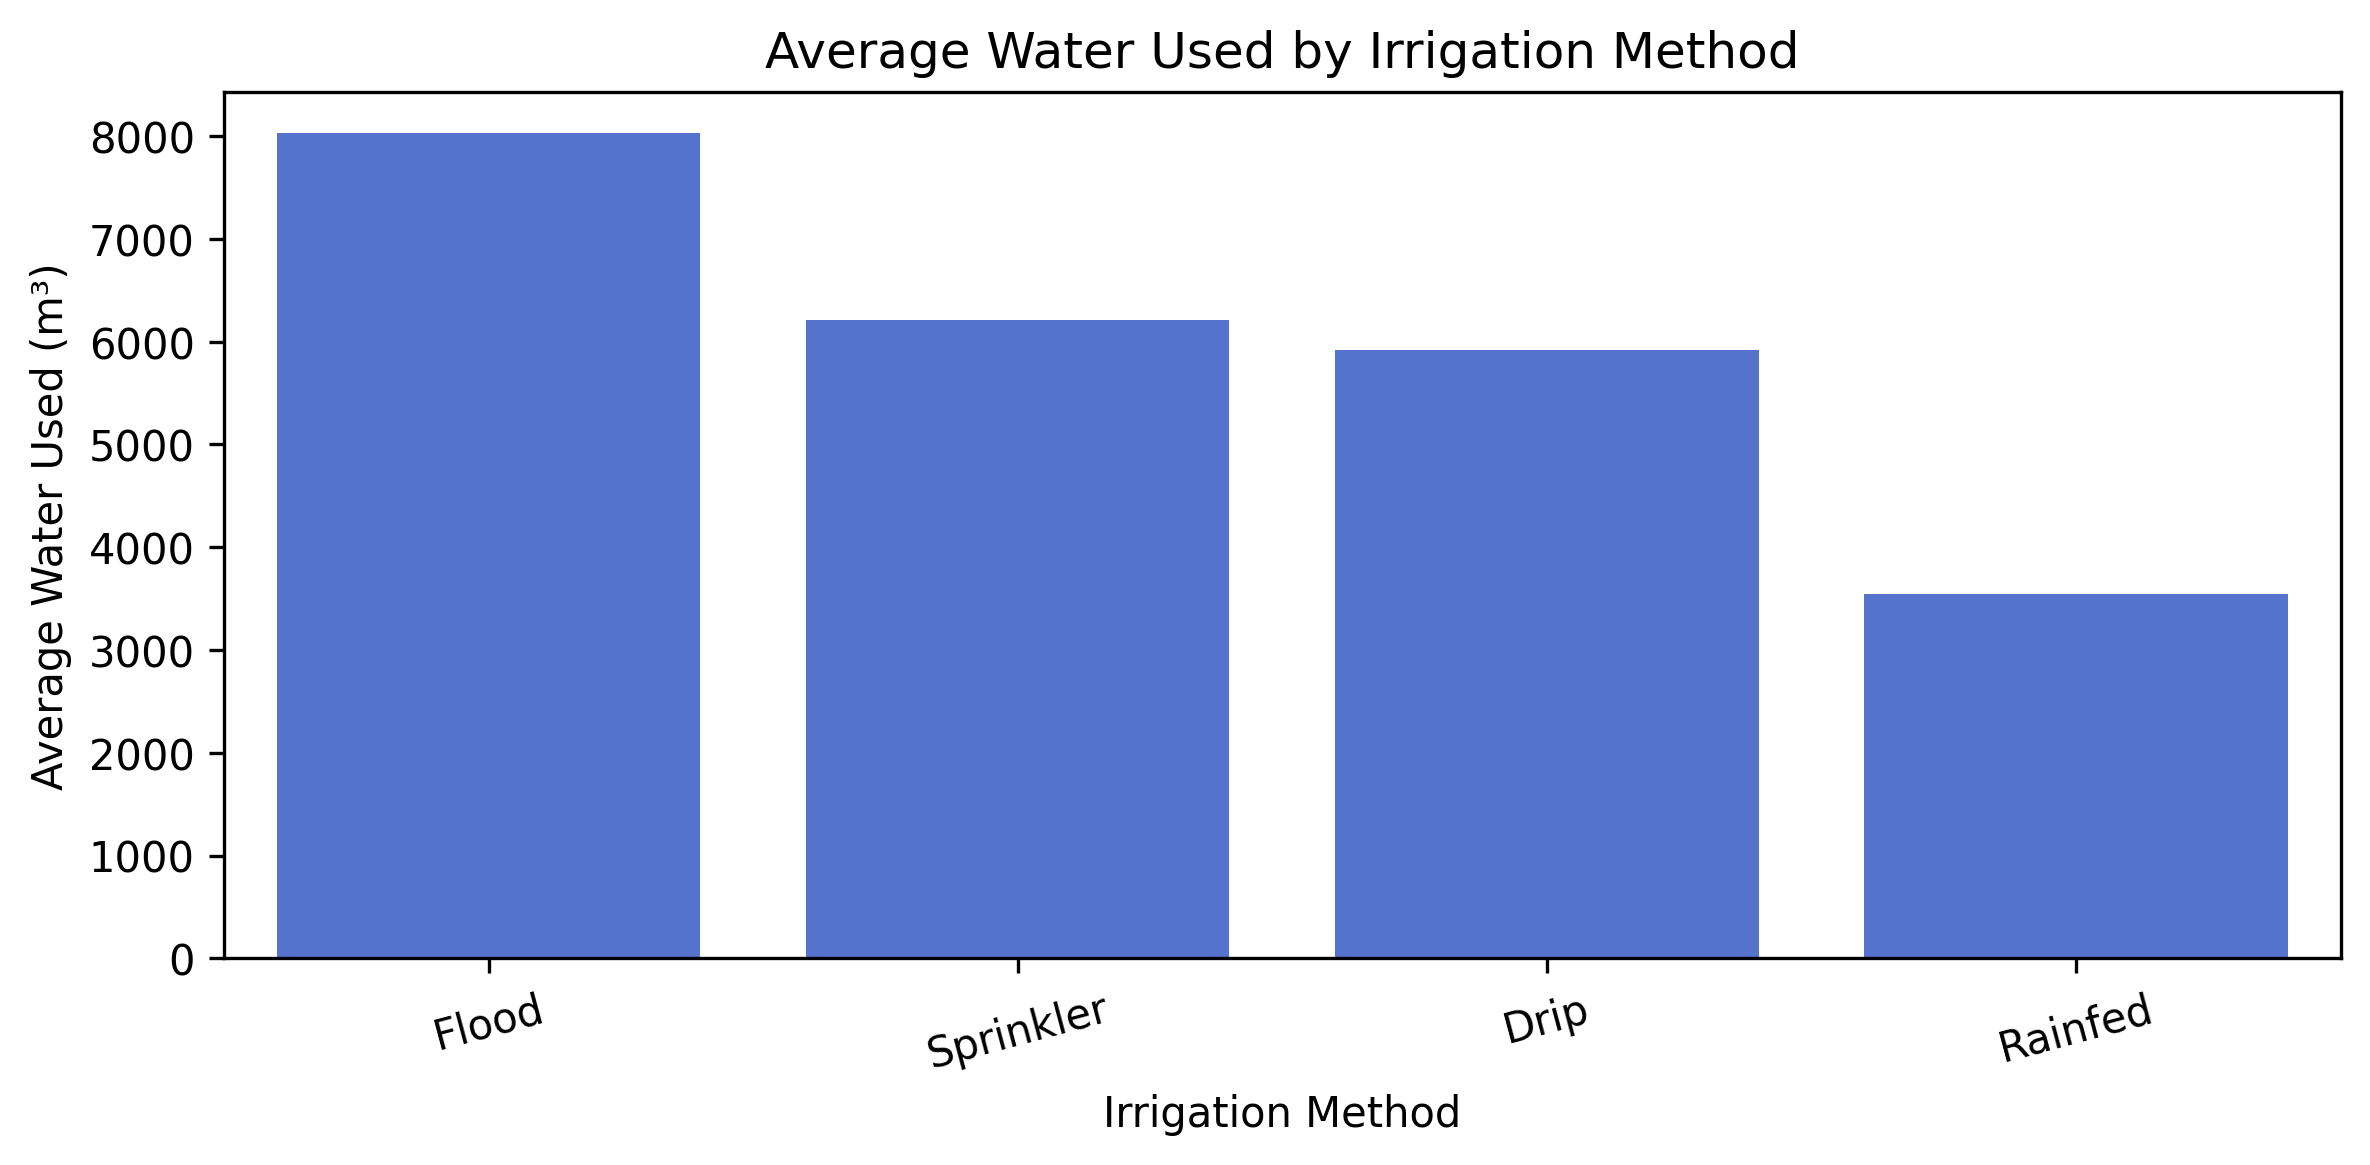 Average Water Used by Irrigation Method
Average Water Used (m³)
8000
7000
6000
5000
4000
3000
2000
1000
0
Flood
Sprinkler
Drip
Rainfed
Irrigation Method